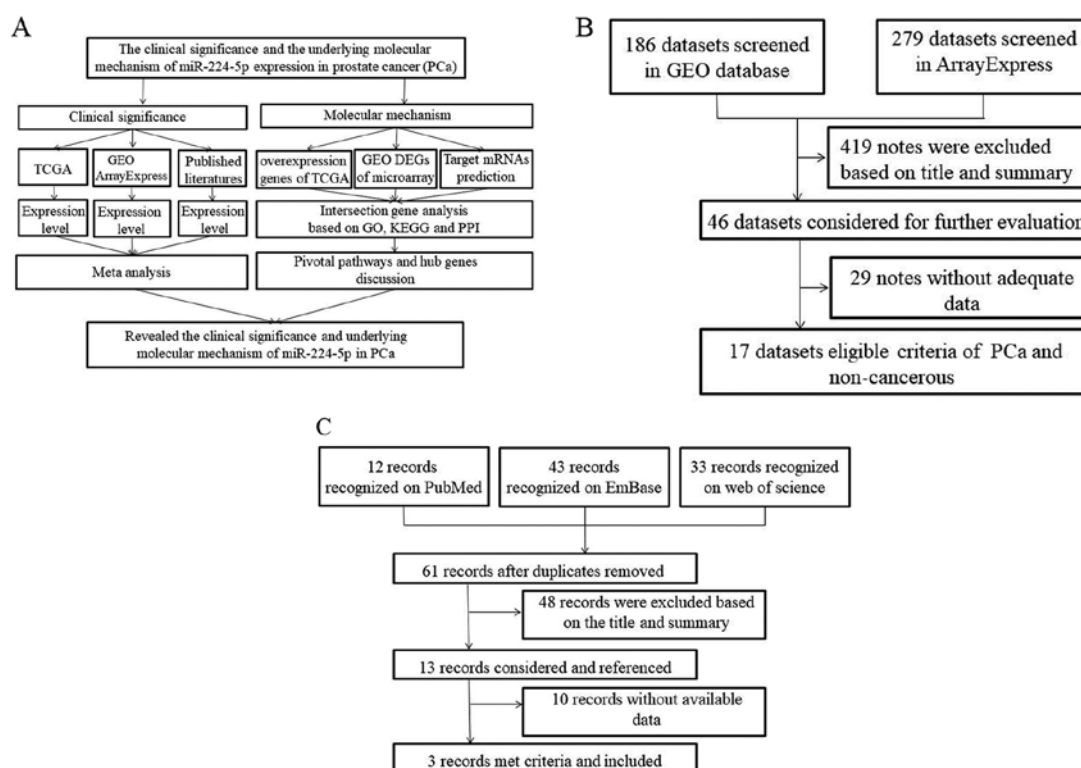 A
The clinical significance and the underlying molecular
mechanism of miR-224-5p expression in prostate cancer (PCa)
Clinical significance
Molecular mechanism
TCGA
GEO
ArrayExpress
Published
literatures
overexpression
genes of TCGA
GEO DEGs
of microarray
Target mRNAs
prediction
Expression
level
Expression
level
Expression
level
Intersection gene analysis
based on GO, KEGG and PPI
Meta analysis
Pivotal pathways and hub genes
discussion
Revealed the clinical significance and underlying
molecular mechanism of miR-224-5p in PCa
B
186 datasets screened
in GEO database
279 datasets screened
in ArrayExpress
419 notes were excluded
based on title and summary
46 datasets considered for further evaluation
29 notes without adequate
data
17 datasets eligible criteria of PCa and
non-cancerous
C
12 records
recognized on PubMed
43 records
recognized on EmBase
33 records recognized
on web of science
61 records after duplicates removed
48 records were excluded based
on the title and summary
13 records considered and referenced
10 records without available
data
3 records met criteria and included